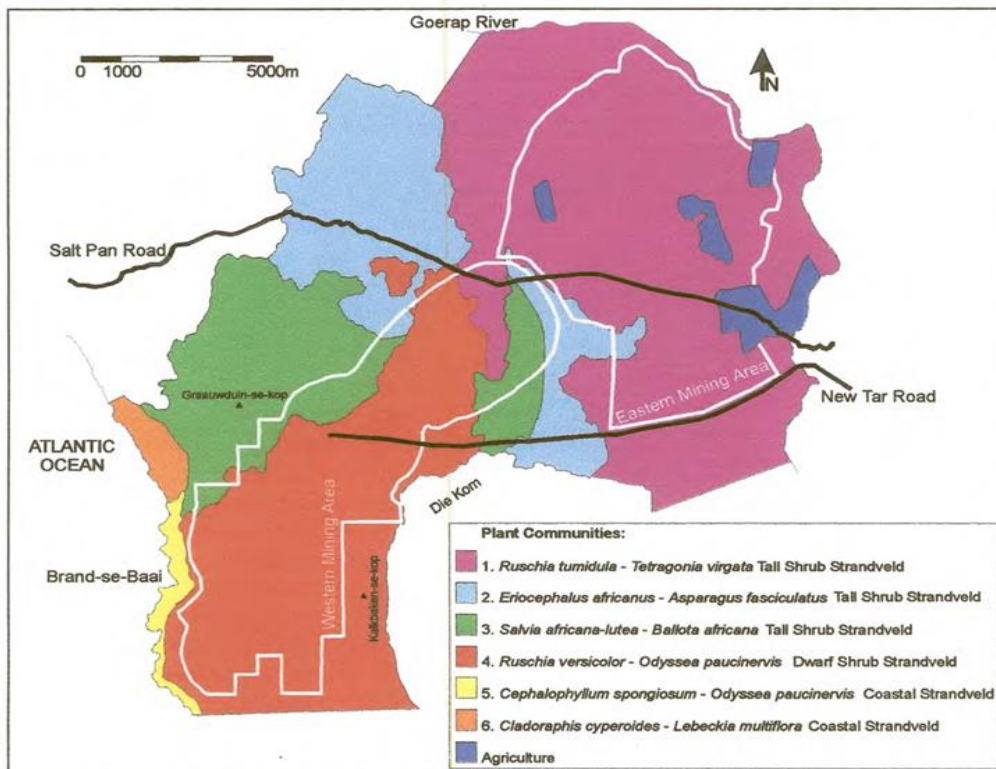 Goerap River
0 1000 5000m
N
Salt Pan Road
Graauwduin-se-kop
Eastern Mining Area
New Tar Road
ATLANTIC
OCEAN
Die Kom
Western Mining Area
Kalkbaken-se-kop
Brand-se-Baai
Plant Communities:
1. Ruschia tumidula - Tetragonia virgata Tall Shrub Strandveld
2. Eriocephalus africanus - Asparagus fasciculatus Tall Shrub Strandveld
3. Salvia africana-lutea - Ballota africana Tall Shrub Strandveld
4. Ruschia versicolor - Odyssea paucinervis Dwarf Shrub Strandveld
5. Cephalophyllum spongiosum - Odyssea paucinervis Coastal Strandveld
6. Cladoraphis cyperoides - Lebeckia multiflora Coastal Strandveld
Agriculture